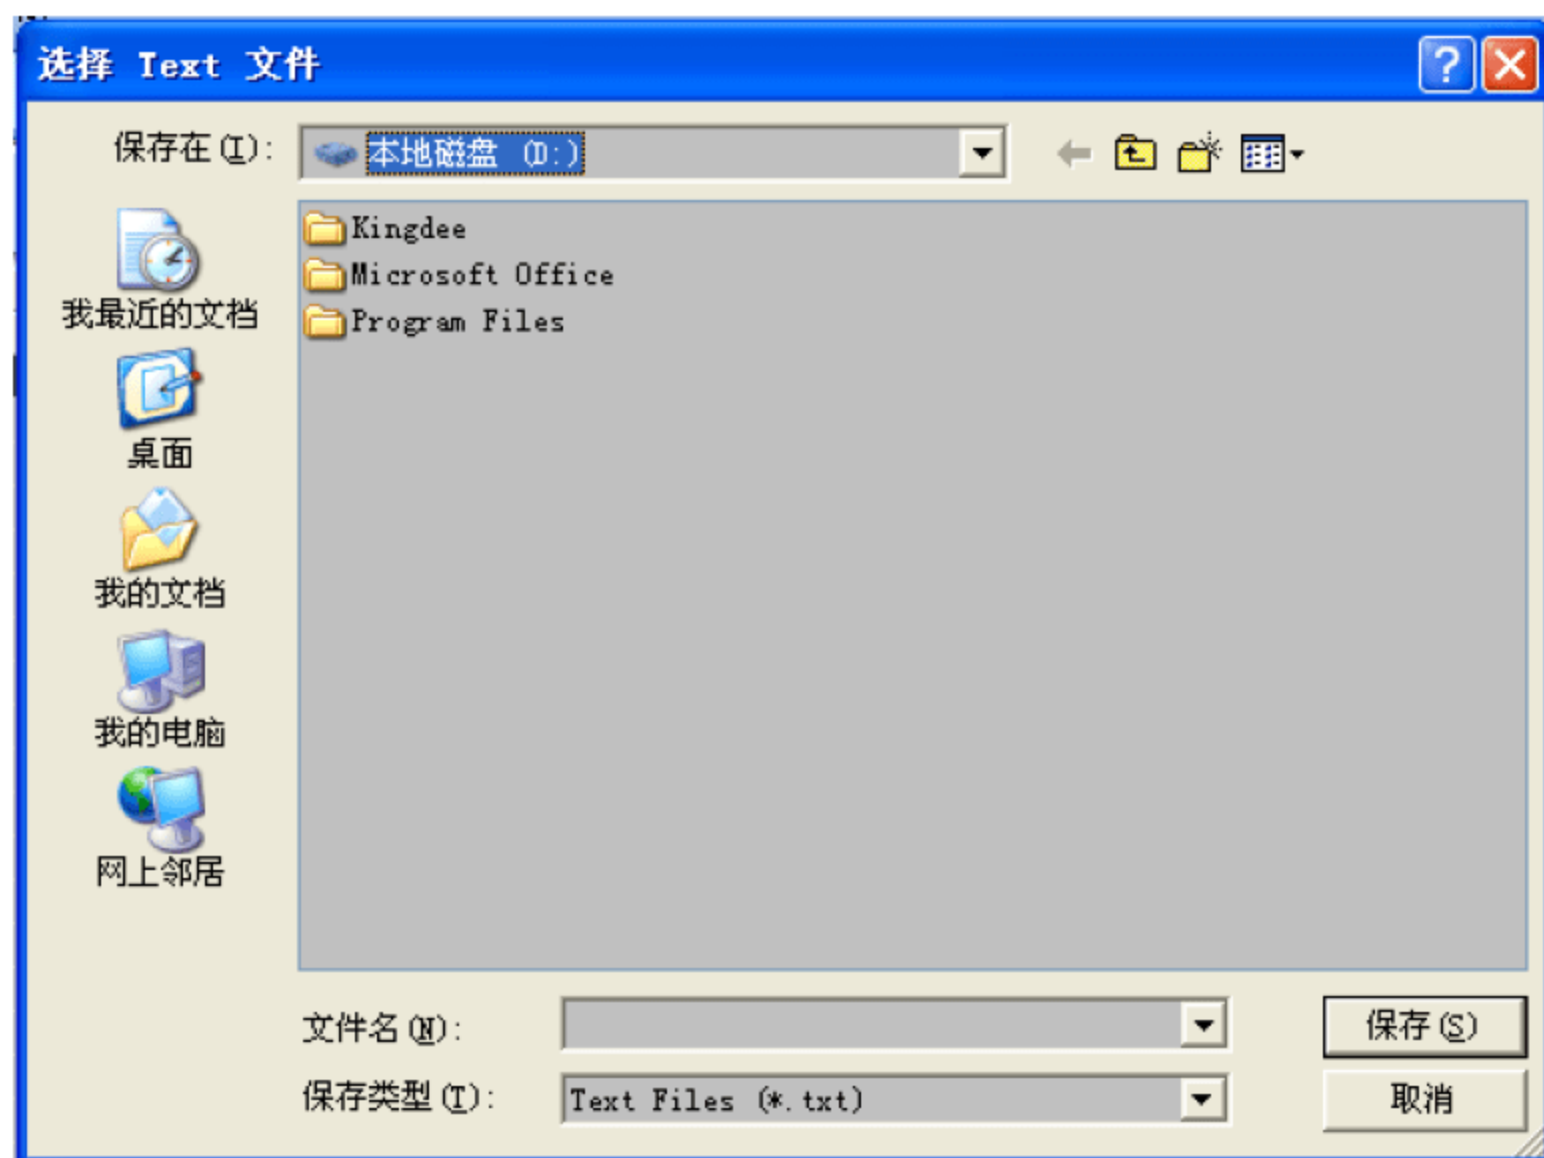 选择 Text 文件
保存在(I):
本地磁盘 (D:)
我最近的文档
桌面
我的文档
我的电脑
网上邻居
Kingdee
Microsoft Office
Program Files
文件名(N):
保存(S)
保存类型(T):
Text Files (*.txt)
取消